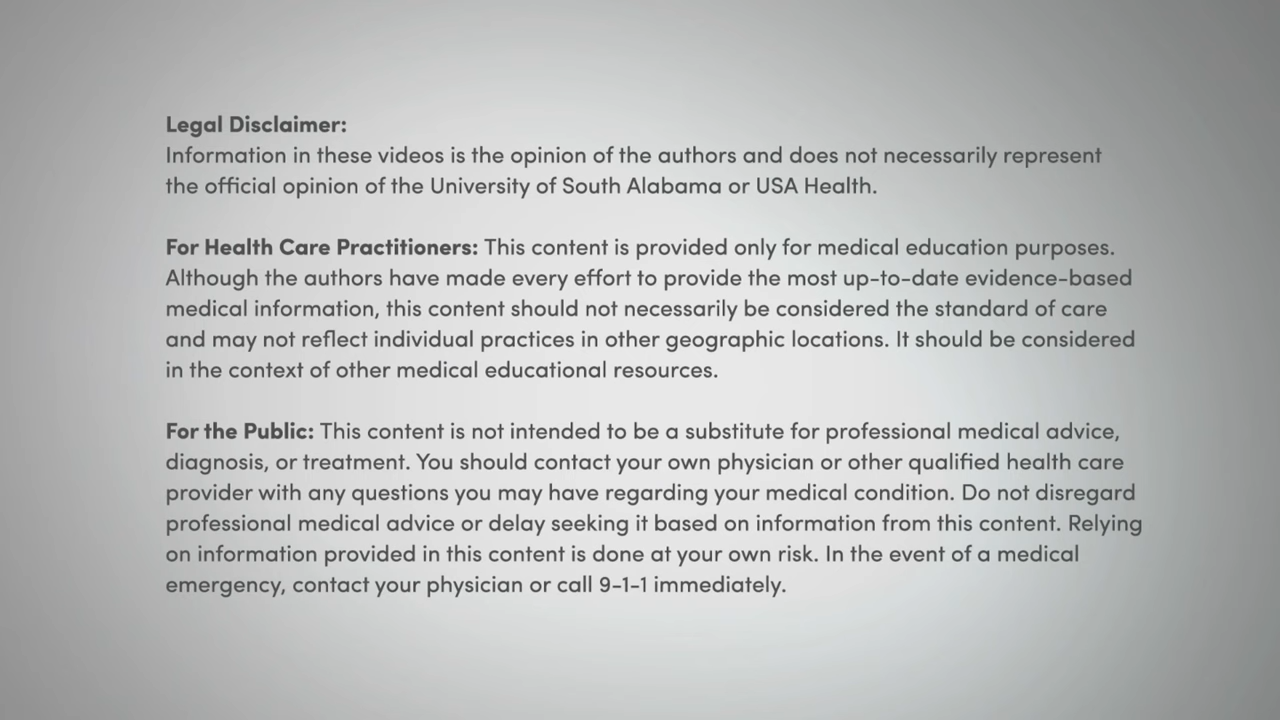 Legal Disclaimer:
Information in these videos is the opinion of the authors and does not necessarily represent
the official opinion of the University of South Alabama or USA Health.
For Health Care Practitioners: This content is provided only for medical education purposes.
Although the authors have made every effort to provide the most up-to-date evidence-based
medical information, this content should not necessarily be considered the standard of care
and may not reflect individual practices in other geographic locations. It should be considered
in the context of other medical educational resources.
For the Public: This content is not intended to be a substitute for professional medical advice,
diagnosis, or treatment. You should contact your own physician or other qualified health care
provider with any questions you may have regarding your medical condition. Do not disregard
professional medical advice or delay seeking it based on information from this content. Relying
on information provided in this content is done at your own risk. In the event of a medical
emergency, contact your physician or call 9-1-1 immediately.